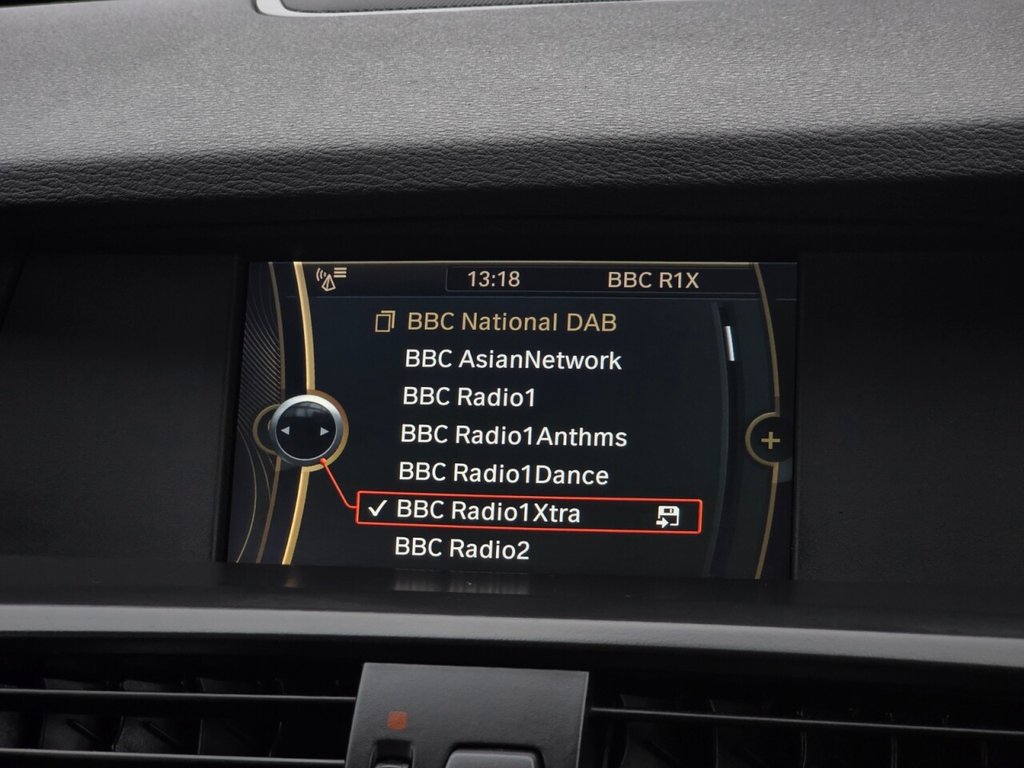 13:18 BBC R1X
BBC National DAB
BBC AsianNetwork
BBC Radio1
BBC Radio1Anthms
BBC Radio1Dance
BBC Radio1Xtra
BBC Radio2